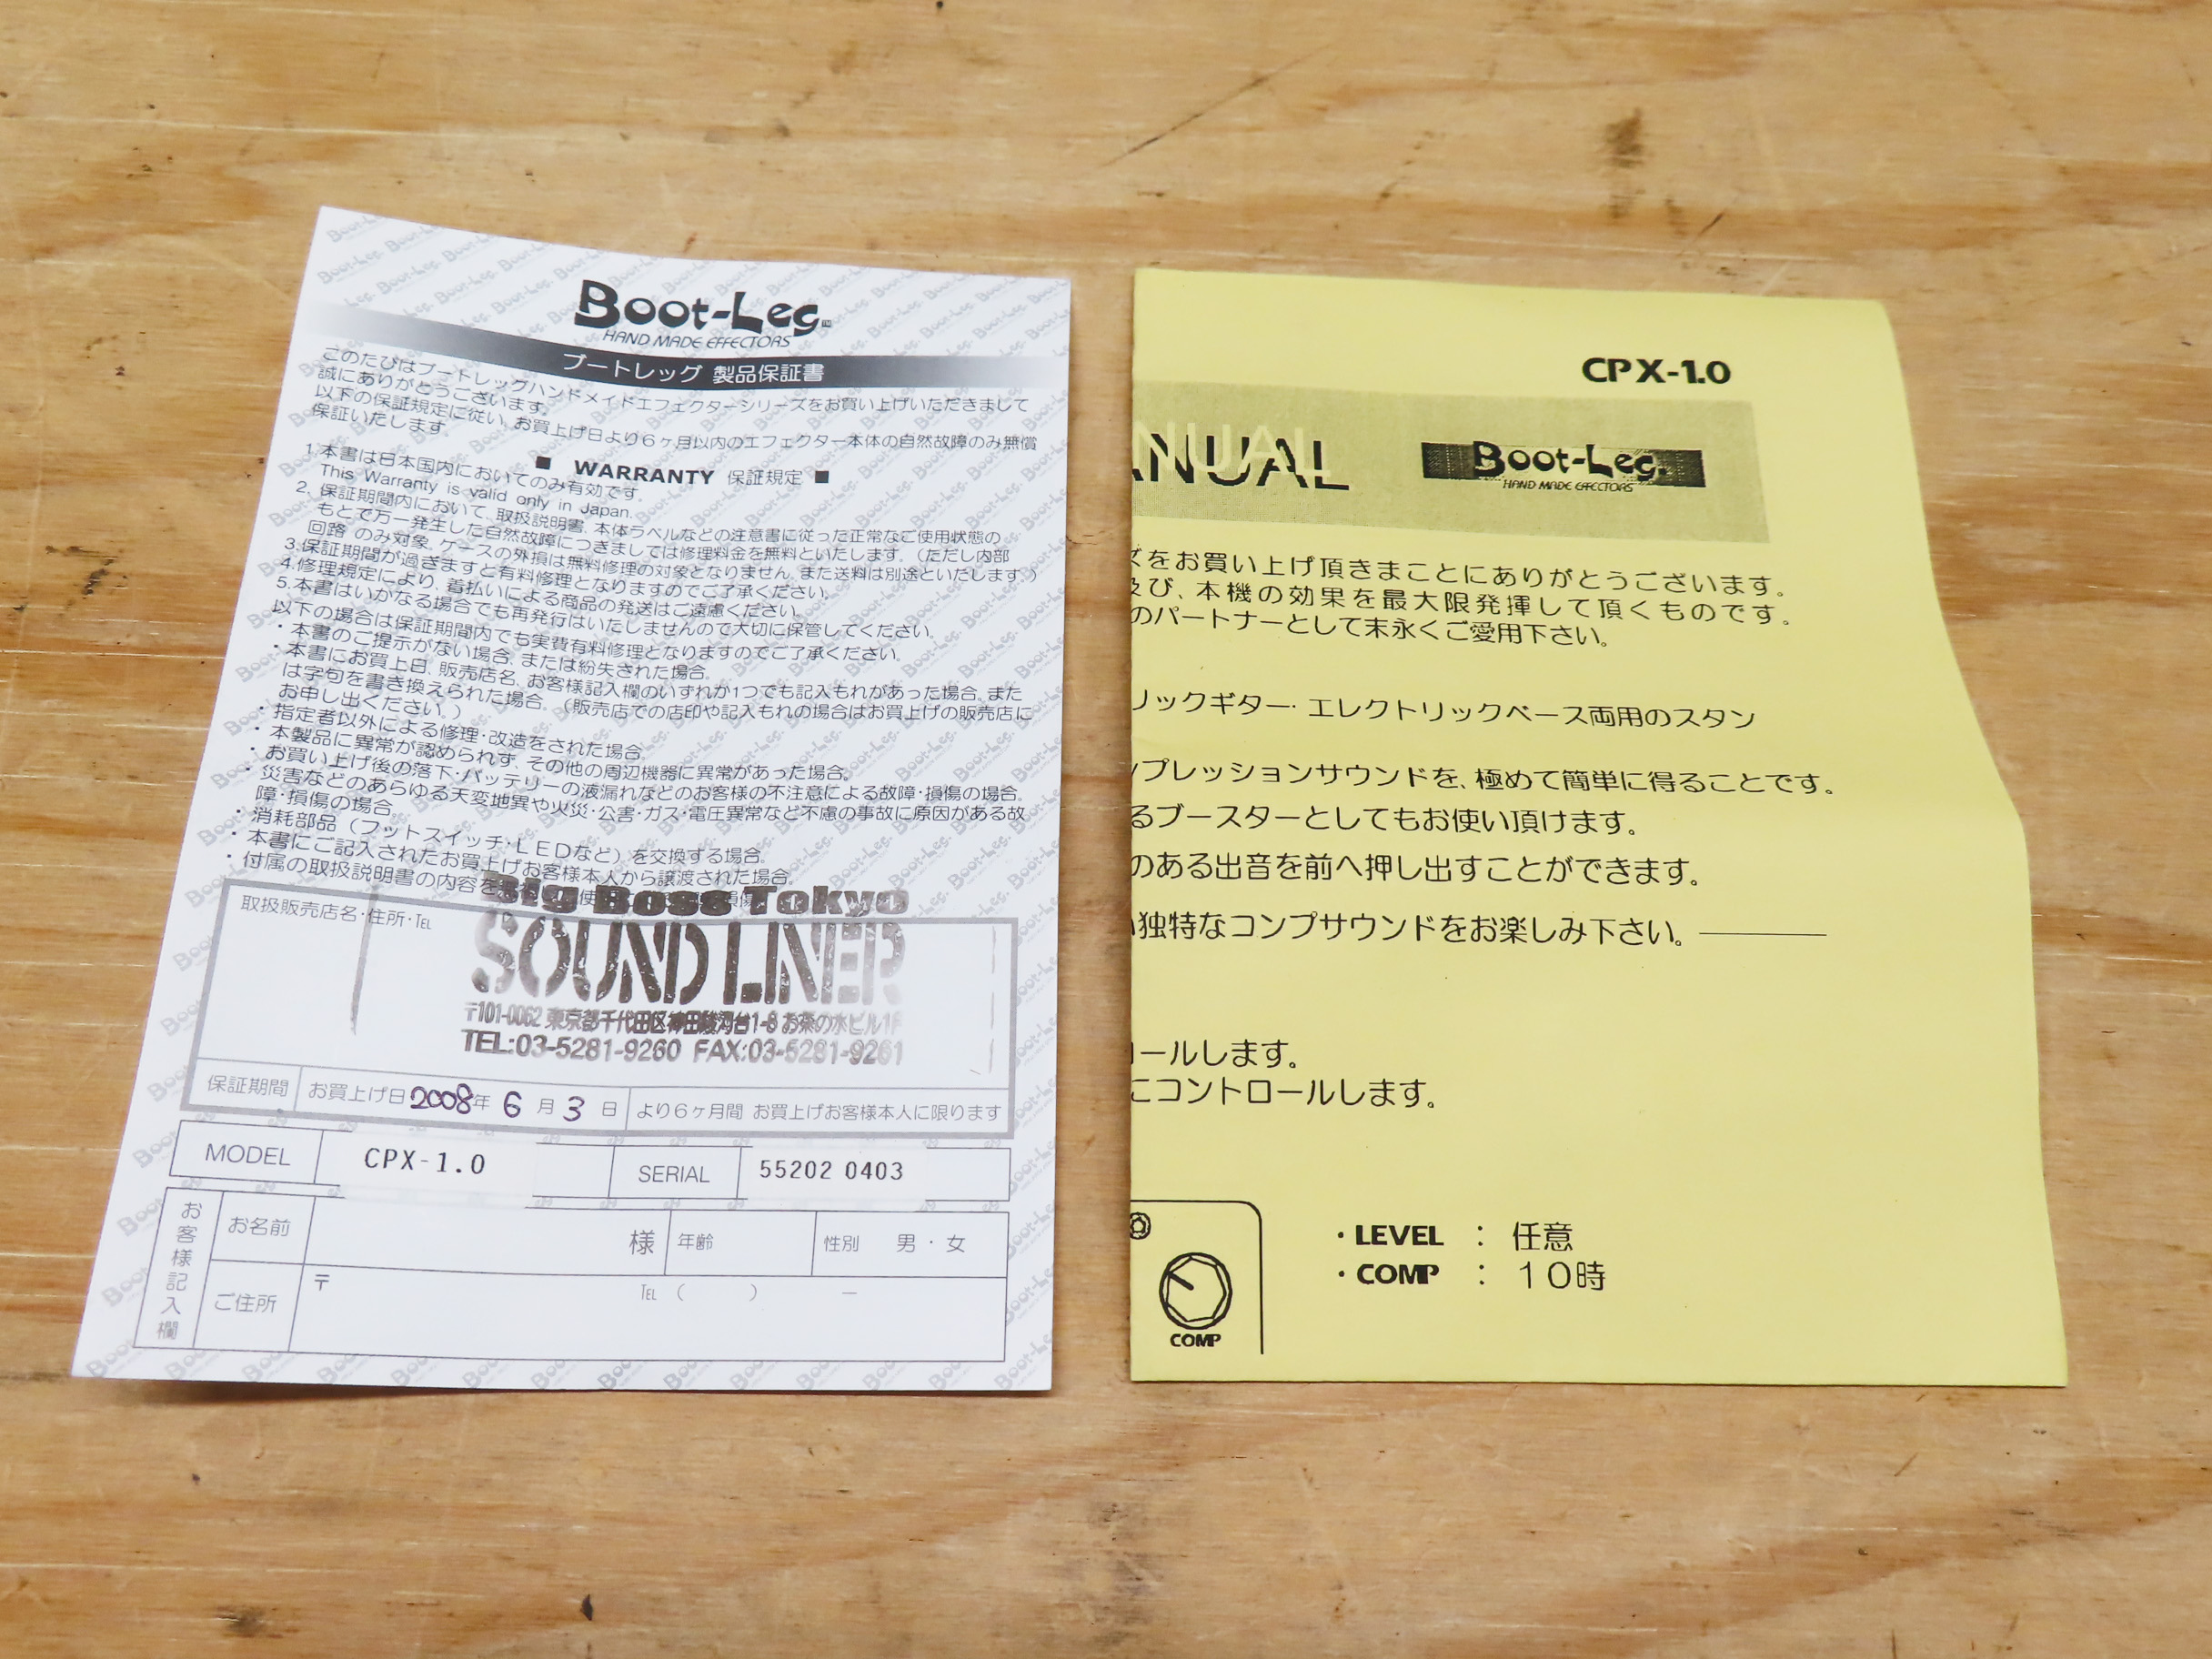 Boot-Leg™
HAND MADE EFFECTORS
ブートレッグ 製品保証書
このたびはブートレッグハンドメイドエフェクターシリーズをお買い上げいただきまして
誠にありがとうございます。
以下の保証規定に従い、お買上げ日より6ヶ月以内のエフェクター本体の自然故障のみ無償
保証いたします。
■ WARRANTY 保証規定 ■
1.本書は日本国内においてのみ有効です。
This Warranty is valid only in Japan.
2. 保証期間内において、取扱説明書、本体ラベルなどの注意書に従った正常なご使用状態の
もとで万一発生した自然故障につきましては修理料金を無料といたします。(ただし内部
回路 のみ対象、ケースの外損は無料修理の対象となりません。また送料は別途といたします。)
3.保証期間が過ぎますと有料修理となりますのでご了承ください。
4.修理規定により、着払いによる商品の発送はご遠慮ください。
5.本書はいかなる場合でも再発行はいたしませんので大切に保管してください。
以下の場合は保証期間内でも実費有料修理となりますのでご了承ください。
・本書のご提示がない場合、または紛失された場合。
・本書にお買上日、販売店名、お客様記入欄のいずれか1つでも記入もれがあった場合、また
は字句を書き換えられた場合。(販売店での店印や記入もれの場合はお買上げの販売店に
お申し出ください。)
・指定者以外による修理・改造をされた場合。
・本製品に異常が認められず、その他の周辺機器に異常があった場合。
・お買い上げ後の落下・バッテリーの液漏れなどのお客様の不注意による故障・損傷の場合。
・災害などのあらゆる天変地異や火災・公害・ガス・電圧異常など不慮の事故に原因がある故
障・損傷の場合。
・消耗部品(フットスイッチ・LEDなど)を交換する場合。
・本書にご記入されたお買上げお客様本人から譲渡された場合。
・付属の取扱説明書の内容を
取扱販売店名・住所・TEL
Big Boss Tokyo
SOUND LINER
〒101-0062 東京都千代田区神田駿河台1-8 お茶の水ビル1F
TEL:03-5281-9260 FAX:03-5281-9261
保証期間 お買上げ日 2008年 6 月 3 日 より6ヶ月間 お買上げお客様本人に限ります
MODEL CPX-1.0 SERIAL 55202 0403
お客様記入欄
お名前 様 年齢 性別 男・女
ご住所 〒 TEL ( ) ー
CPX-1.0
ANUAL Boot-Leg.
HAND MADE EFFECTORS
ズをお買い上げ頂きまことにありがとうございます。
及び、本機の効果を最大限発揮して頂くものです。
のパートナーとして末永くご愛用下さい。
リックギター・エレクトリックベース両用のスタン
プレッションサウンドを、極めて簡単に得ることです。
るブースターとしてもお使い頂けます。
のある出音を前へ押し出すことができます。
い独特なコンプサウンドをお楽しみ下さい。
ロールします。
にコントロールします。
・LEVEL : 任意
・COMP : 10時
COMP